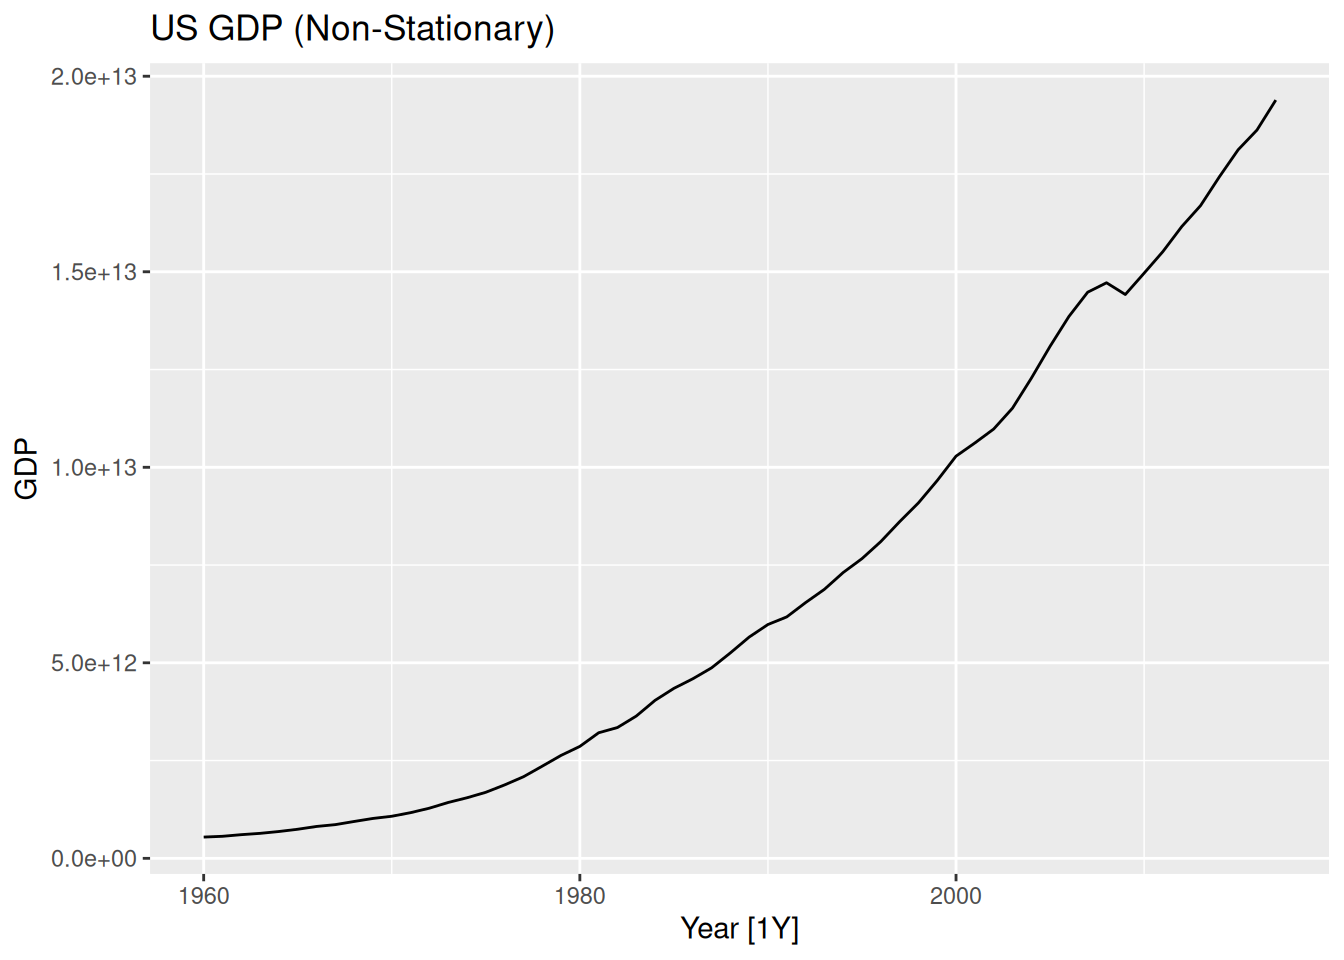 US GDP (Non-Stationary)
2.0e+13
1.5e+13
1.0e+13
5.0e+12
0.0e+00
GDP
1960
1980
2000
Year [1Y]